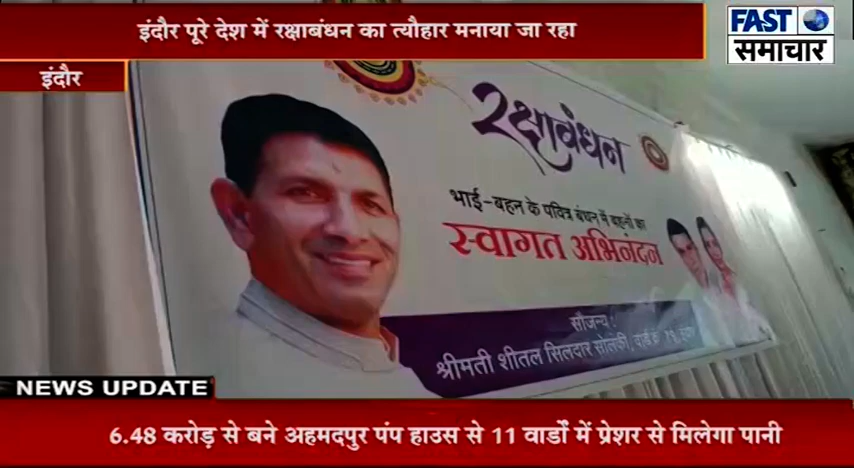 इंदौर पूरे देश में रक्षाबंधन का त्यौहार मनाया जा रहा
FAST
समाचार
इंदौर
रक्षाबंधन
भाई-बहन के पवित्र बंधन में बहनों का
स्वागत अभिनंदन
सौजन्य :
श्रीमती शीतल सिलदार सोलंकी, वार्ड क्र.
NEWS UPDATE
6.48 करोड़ से बने अहमदपुर पंप हाउस से 11 वार्डों में प्रेशर से मिलेगा पानी